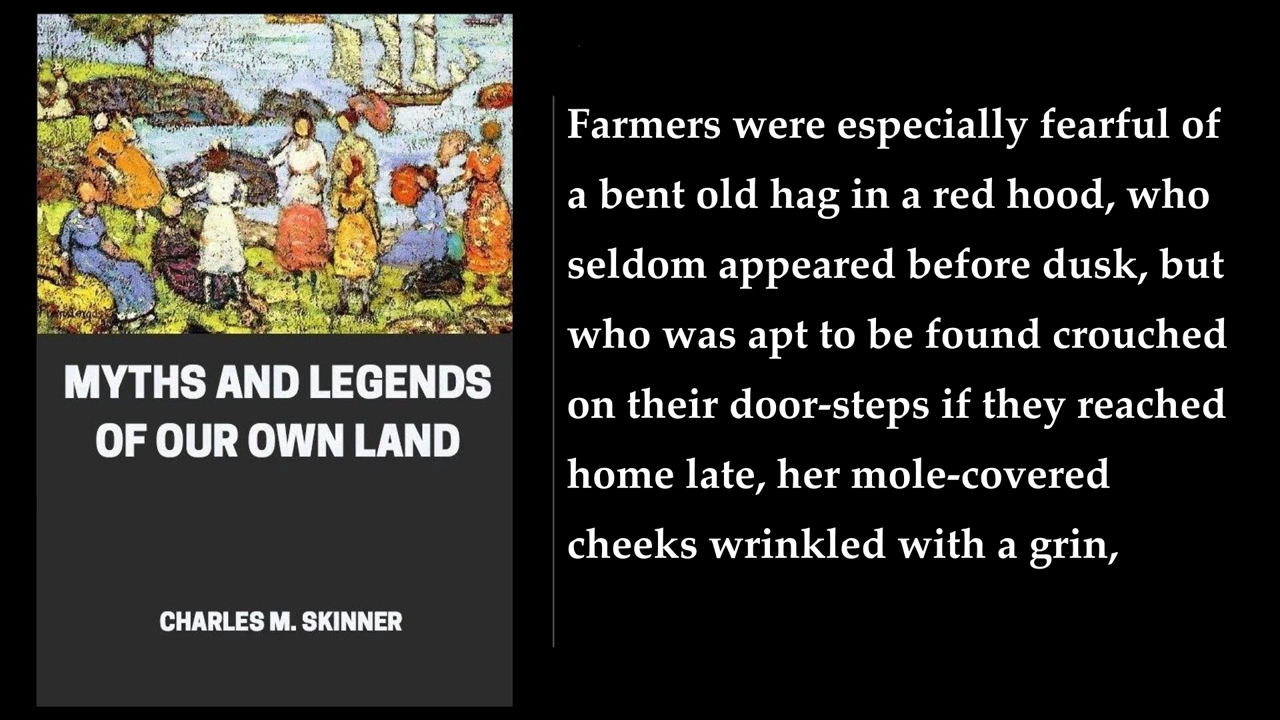 MYTHS AND LEGENDS
OF OUR OWN LAND
CHARLES M. SKINNER
Farmers were especially fearful of
a bent old hag in a red hood, who
seldom appeared before dusk, but
who was apt to be found crouched
on their door-steps if they reached
home late, her mole-covered
cheeks wrinkled with a grin,